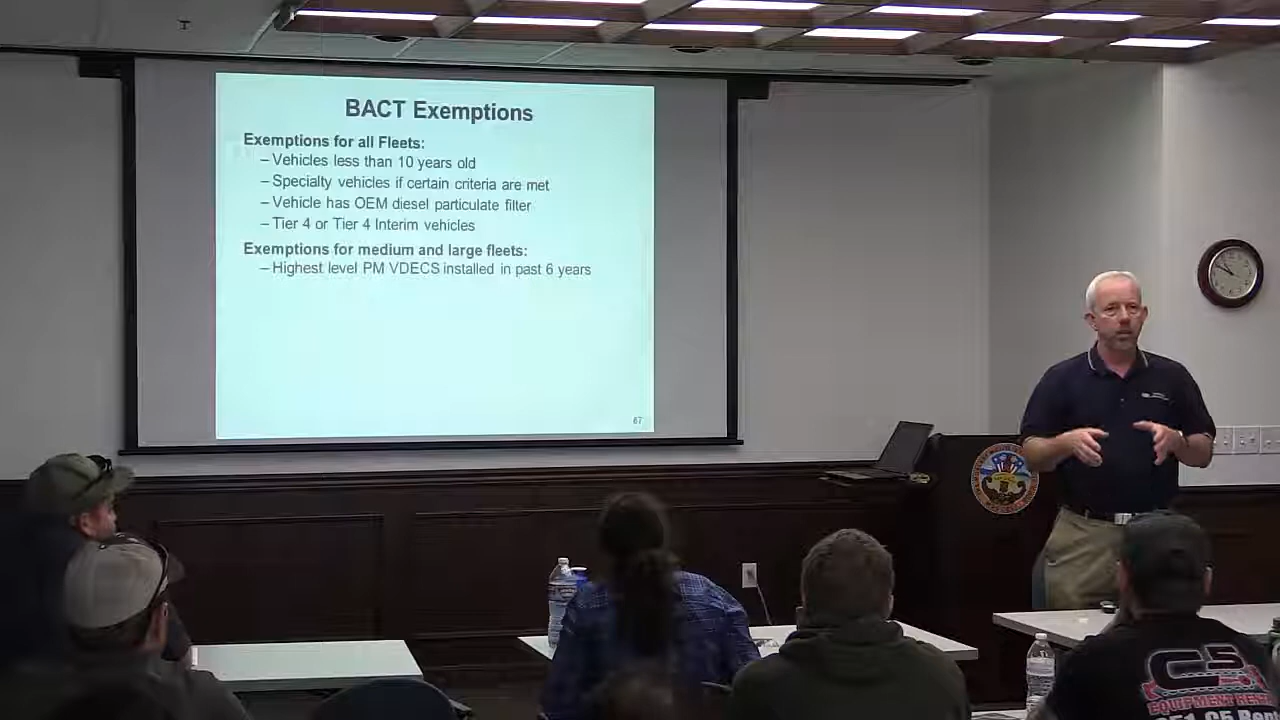 BACT Exemptions
Exemptions for all Fleets:
– Vehicles less than 10 years old
– Specialty vehicles if certain criteria are met
– Vehicle has OEM diesel particulate filter
– Tier 4 or Tier 4 Interim vehicles
Exemptions for medium and large fleets:
– Highest level PM VDECS installed in past 6 years
67
C5
EQUIPMENT